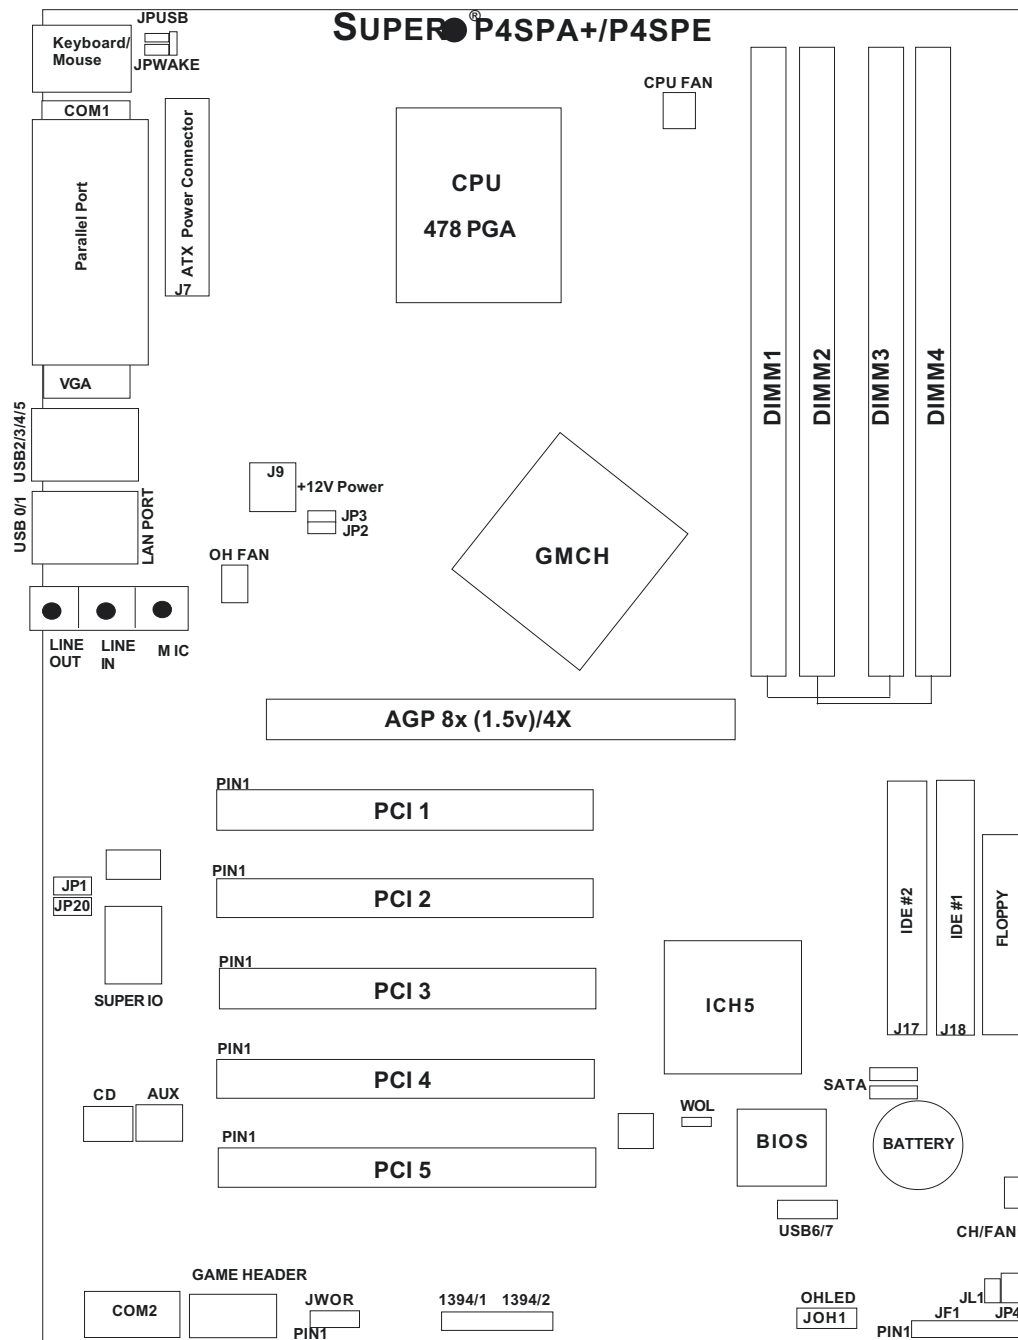 JPUSB
SUPER® P4SPA+/P4SPE
Keyboard/
Mouse
JPWAKE
CPU FAN
COM1
Parallel Port
ATX Power Connector
J7
CPU
478 PGA
DIMM1
DIMM2
DIMM3
DIMM4
VGA
USB2/3/4/5
J9
+12V Power
USB 0/1
LAN PORT
JP3
JP2
OH FAN
GMCH
LINE
OUT
LINE
IN
MIC
AGP 8x (1.5v)/4X
PIN1
PCI 1
PIN1
PCI 2
JP1
JP20
IDE #2
IDE #1
FLOPPY
PIN1
PCI 3
SUPER IO
ICH5
J17
J18
PIN1
PCI 4
SATA
CD
AUX
WOL
BIOS
BATTERY
PIN1
PCI 5
USB6/7
CH/FAN
GAME HEADER
COM2
JWOR
PIN1
1394/1 1394/2
OHLED
JOH1
JL1
JF1
JP4
PIN1